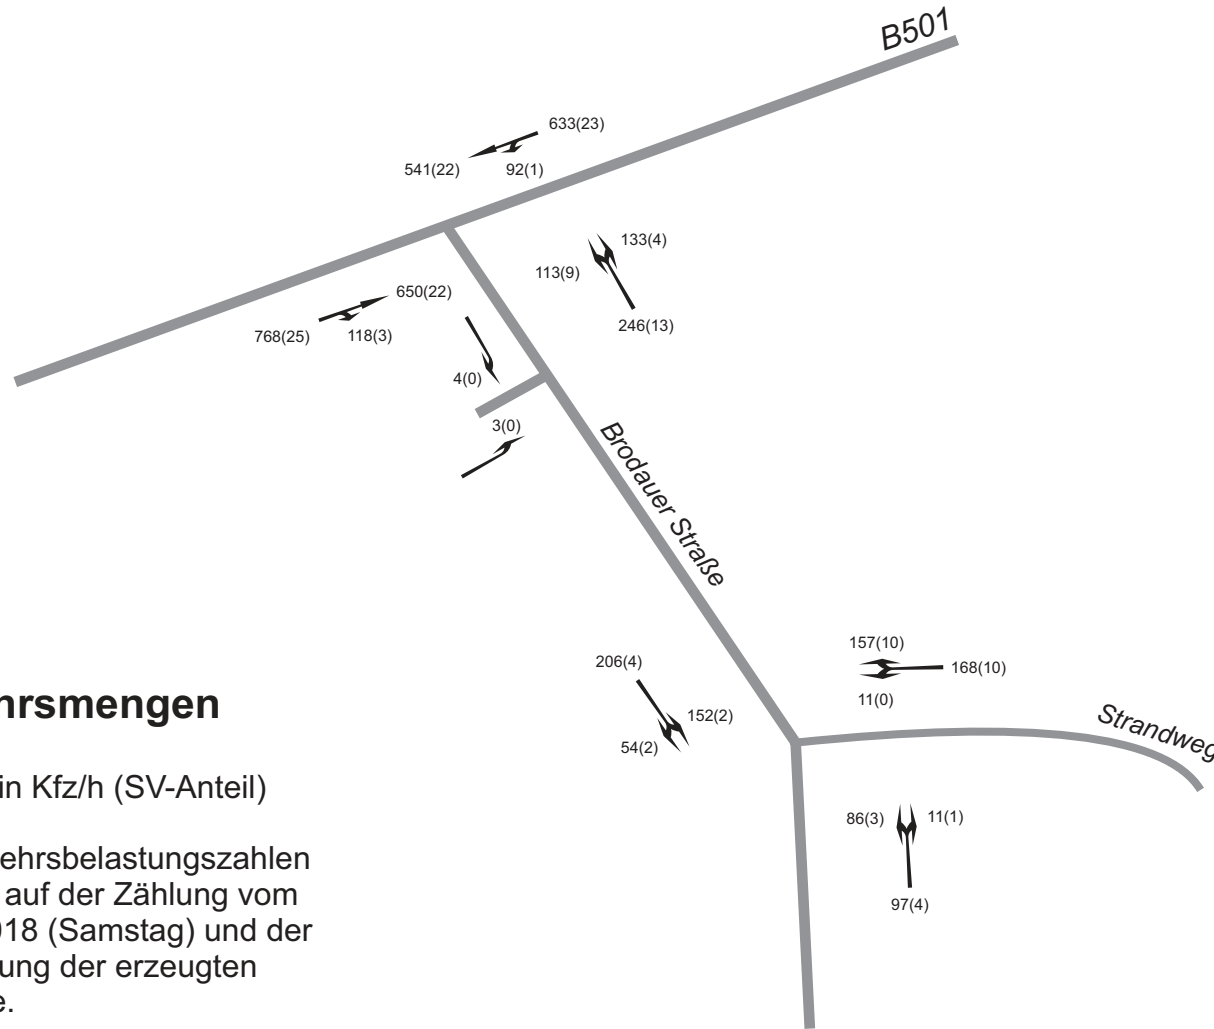 B501
633(23)
541(22)
92(1)
133(4)
113(9)
246(13)
650(22)
768(25)
118(3)
4(0)
3(0)
Brodauer Straße
206(4)
152(2)
54(2)
157(10)
168(10)
11(0)
Strandweg
86(3)
11(1)
97(4)
hrsmengen
in Kfz/h (SV-Anteil)
ehrsbelastungszahlen
auf der Zählung vom
018 (Samstag) und der
ung der erzeugten
e.